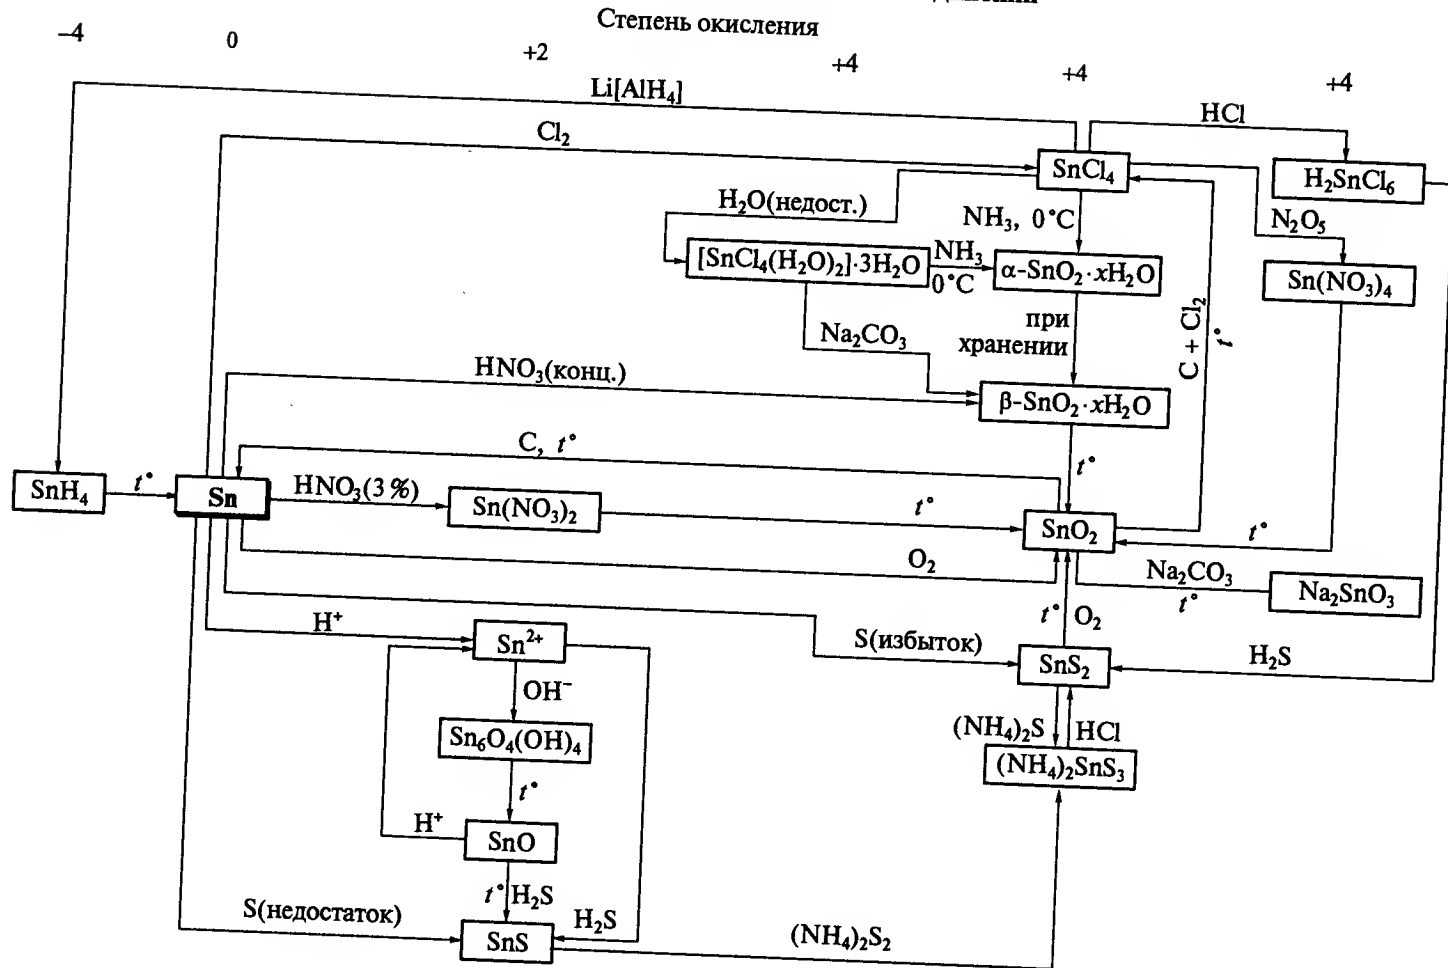 Степень окисления
–4 0 +2 +4 +4 +4
Li[AlH₄]
HCl
Cl₂
SnCl₄
H₂SnCl₆
H₂O(недост.)
NH₃, 0°C
N₂O₅
[SnCl₄(H₂O)₂]·3H₂O
NH₃
0°C
α-SnO₂·xH₂O
Sn(NO₃)₄
при
хранении
Na₂CO₃
C + Cl₂
t°
HNO₃(конц.)
β-SnO₂·xH₂O
C, t°
t°
SnH₄
t°
Sn
HNO₃(3 %)
Sn(NO₃)₂
t°
SnO₂
t°
O₂
Na₂CO₃
t°
Na₂SnO₃
H⁺
Sn²⁺
t° O₂
S(избыток)
SnS₂
H₂S
OH⁻
Sn₆O₄(OH)₄
(NH₄)₂S
HCl
(NH₄)₂SnS₃
t°
H⁺
SnO
t° H₂S
S(недостаток)
H₂S
SnS
(NH₄)₂S₂